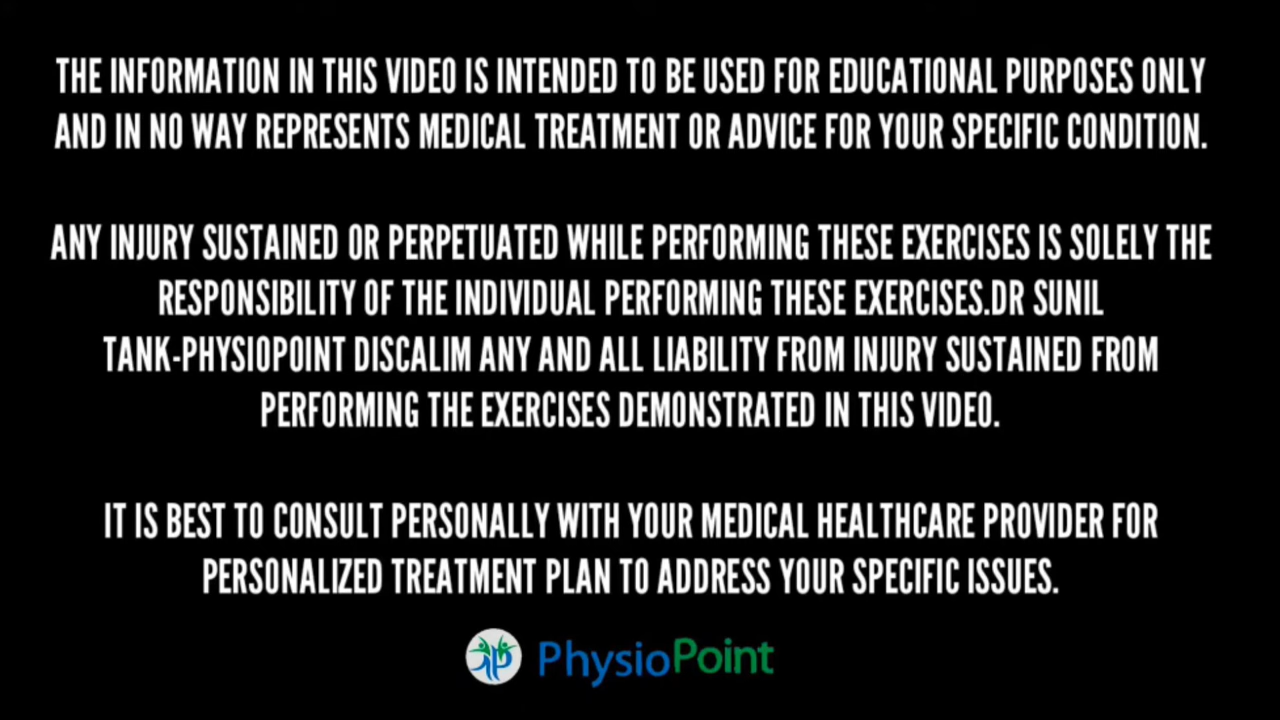 THE INFORMATION IN THIS VIDEO IS INTENDED TO BE USED FOR EDUCATIONAL PURPOSES ONLY
AND IN NO WAY REPRESENTS MEDICAL TREATMENT OR ADVICE FOR YOUR SPECIFIC CONDITION.
ANY INJURY SUSTAINED OR PERPETUATED WHILE PERFORMING THESE EXERCISES IS SOLELY THE
RESPONSIBILITY OF THE INDIVIDUAL PERFORMING THESE EXERCISES.DR SUNIL
TANK-PHYSIOPOINT DISCALIM ANY AND ALL LIABILITY FROM INJURY SUSTAINED FROM
PERFORMING THE EXERCISES DEMONSTRATED IN THIS VIDEO.
IT IS BEST TO CONSULT PERSONALLY WITH YOUR MEDICAL HEALTHCARE PROVIDER FOR
PERSONALIZED TREATMENT PLAN TO ADDRESS YOUR SPECIFIC ISSUES.
PhysioPoint